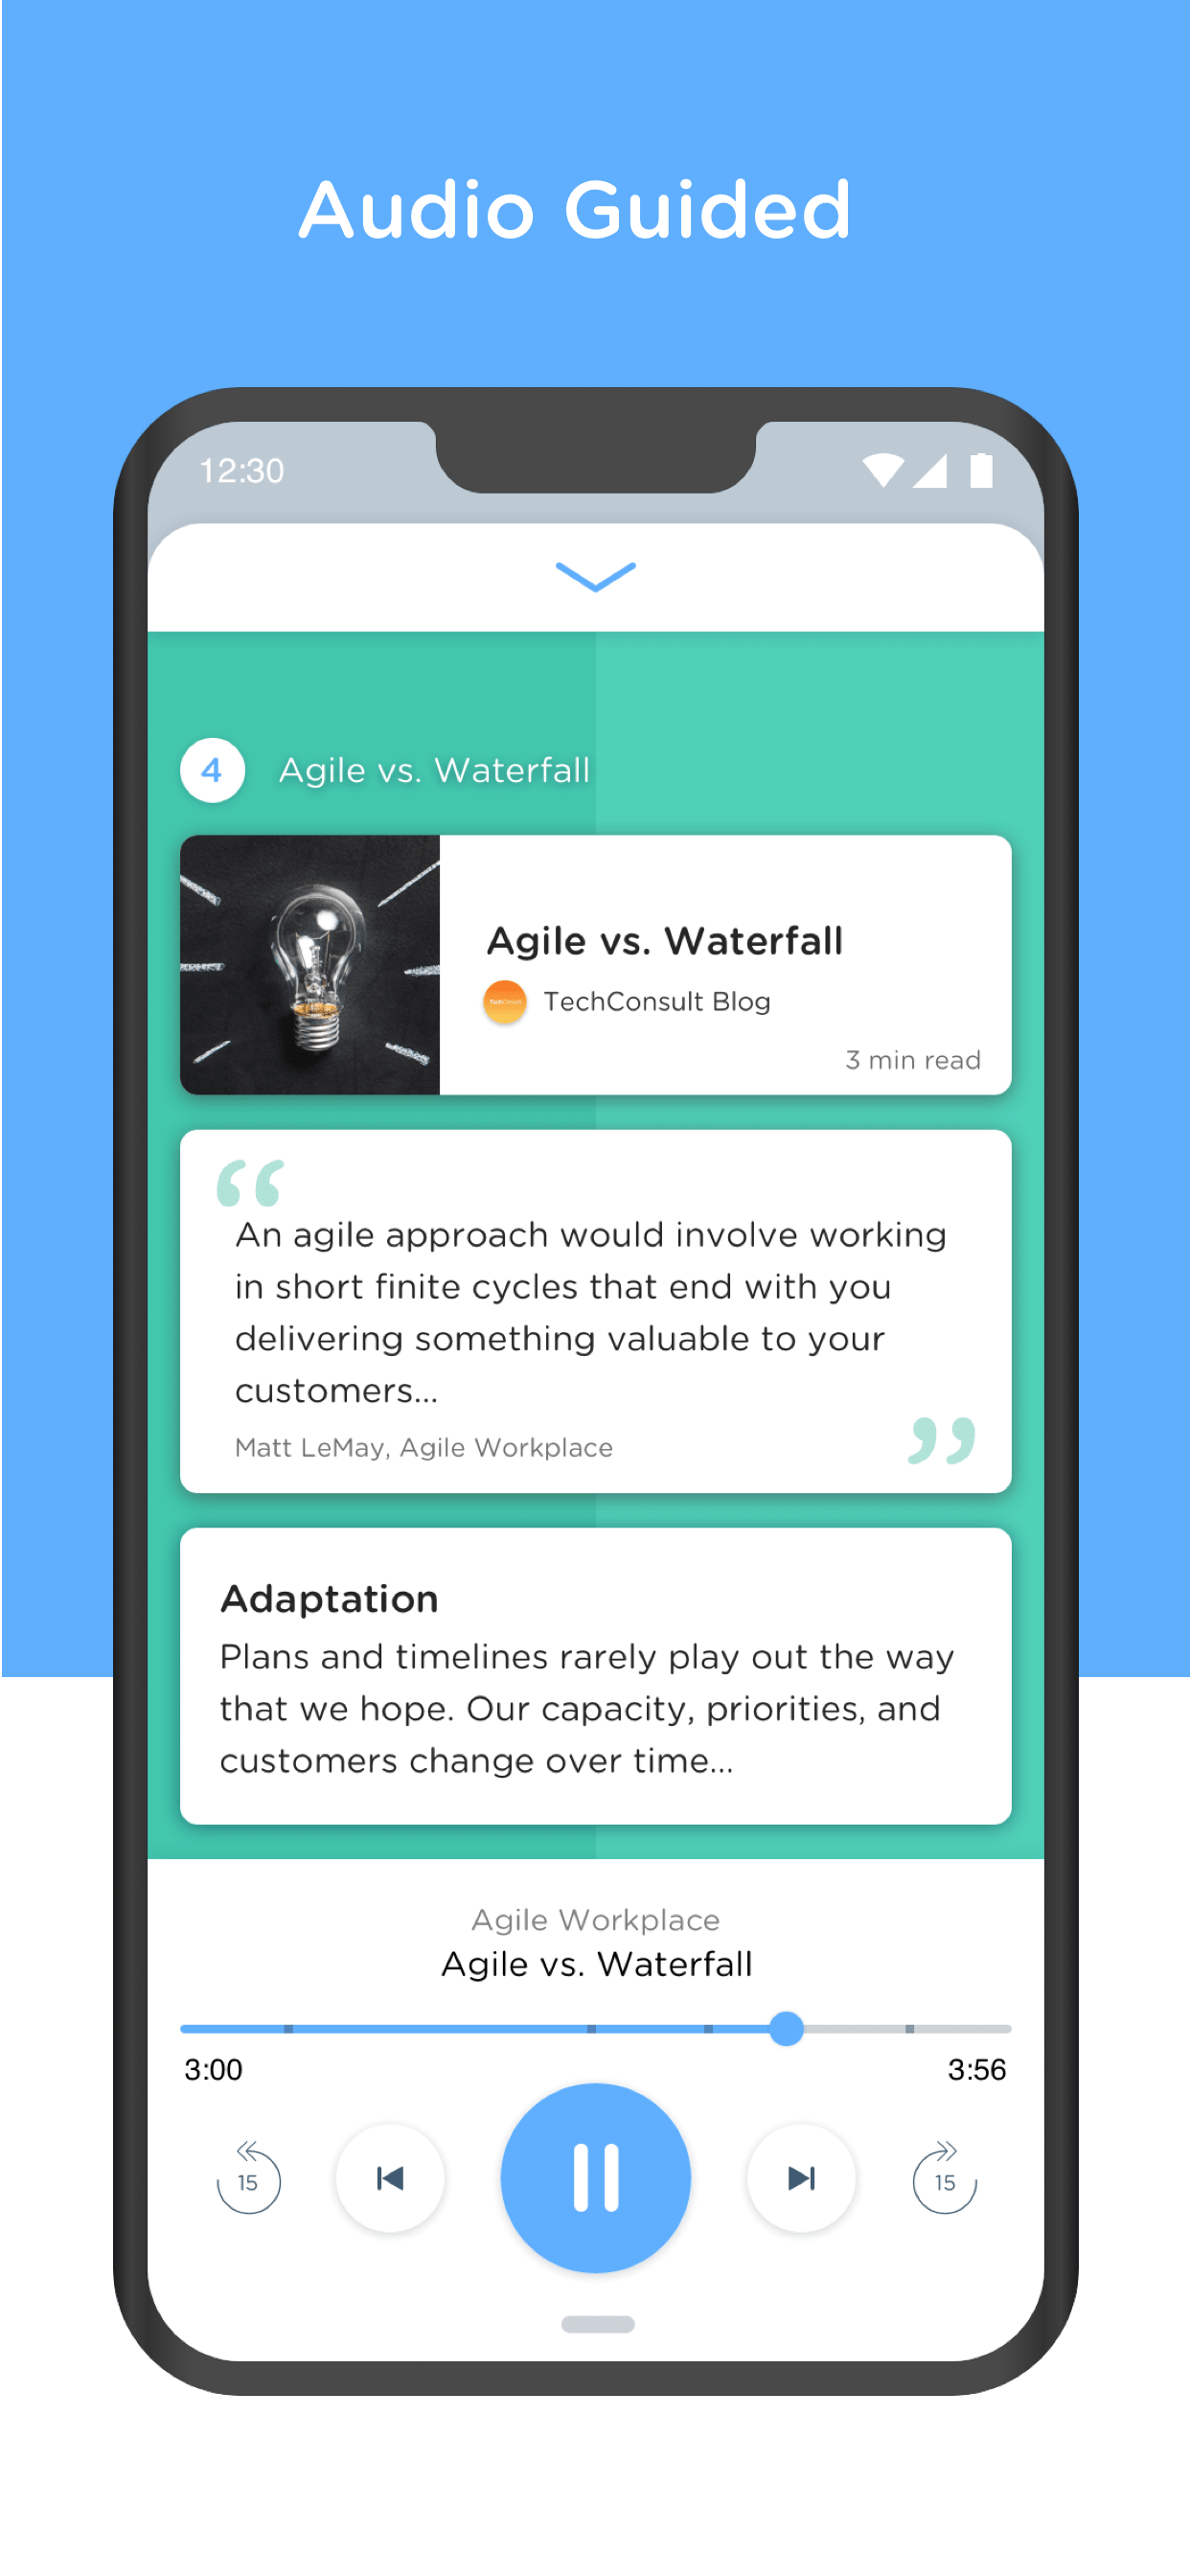 Audio Guided
12:30
4 Agile vs. Waterfall
Agile vs. Waterfall
TechConsult
TechConsult Blog
3 min read
“
An agile approach would involve working
in short finite cycles that end with you
delivering something valuable to your
customers...
Matt LeMay, Agile Workplace
”
Adaptation
Plans and timelines rarely play out the way
that we hope. Our capacity, priorities, and
customers change over time...
Agile Workplace
Agile vs. Waterfall
3:00 3:56
15 15